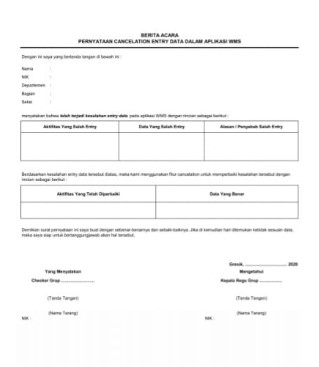 BERITA ACARA
PERNYATAAN CANCELATION ENTRY DATA DALAM APLIKASI WMS
Dengan ini saya yang bertanda tangan di bawah ini :
Nama :
NIK :
Departemen :
Bagian :
Seksi :
menyatakan bahwa telah terjadi kesalahan entry data pada aplikasi WMS dengan rincian sebagai berikut :
Aktifitas Yang Salah Entry Data Yang Salah Entry Alasan / Penyebab Salah Entry
Berdasarkan kesalahan entry data tersebut diatas, maka kami menggunakan fitur cancelation untuk memperbaiki kesalahan tersebut dengan
rincian sebagai berikut :
Aktifitas Yang Telah Diperbaiki Data Yang Benar
Demikian surat pernyataan ini saya buat dengan sebenar-benarnya dan sebaik-baiknya. Jika di kemudian hari ditemukan ketidak sesuaian data,
maka saya siap untuk bertanggungjawab akan hal tersebut.
Gresik, ........................ 2020
Yang Menyatakan Mengetahui
Checker Grup ........................ Kepala Regu Grup ........................
(Tanda Tangan) (Tanda Tangan)
(Nama Terang) (Nama Terang)
NIK : NIK :